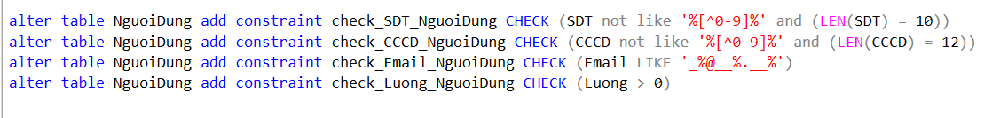 alter table NguoiDung add constraint check_SDT_NguoiDung CHECK (SDT not like '%[^0-9]%' and (LEN(SDT) = 10))
alter table NguoiDung add constraint check_CCCD_NguoiDung CHECK (CCCD not like '%[^0-9]%' and (LEN(CCCD) = 12))
alter table NguoiDung add constraint check_Email_NguoiDung CHECK (Email LIKE '_%@__%.__%')
alter table NguoiDung add constraint check_Luong_NguoiDung CHECK (Luong > 0)